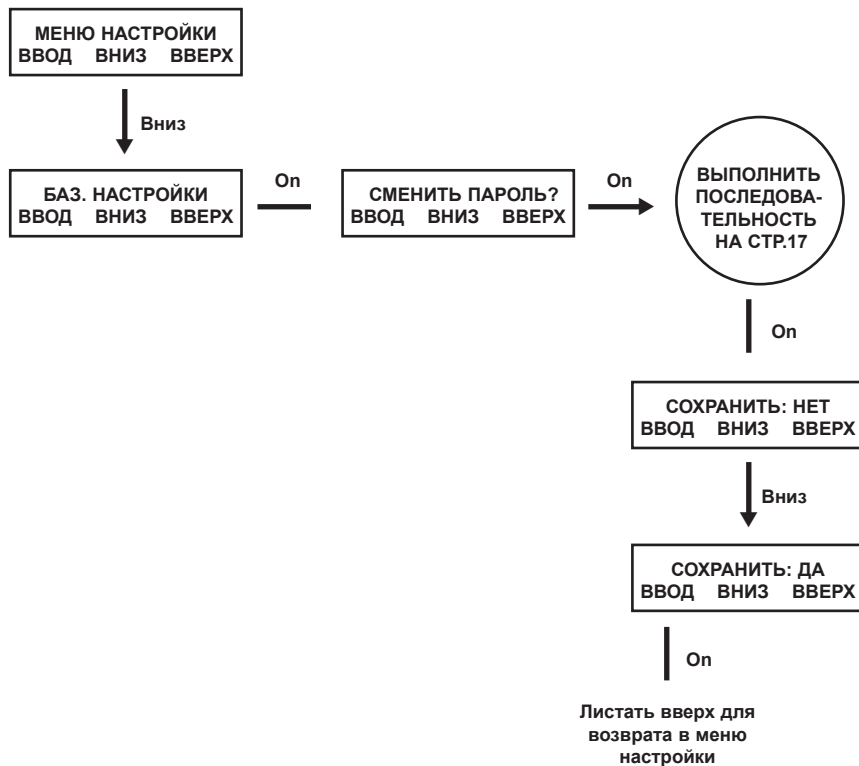 МЕНЮ НАСТРОЙКИ
ВВОД ВНИЗ ВВЕРХ
Вниз
БАЗ. НАСТРОЙКИ
ВВОД ВНИЗ ВВЕРХ
On
СМЕНИТЬ ПАРОЛЬ?
ВВОД ВНИЗ ВВЕРХ
On
ВЫПОЛНИТЬ
ПОСЛЕДОВА-
ТЕЛЬНОСТЬ
НА СТР.17
On
СОХРАНИТЬ: НЕТ
ВВОД ВНИЗ ВВЕРХ
Вниз
СОХРАНИТЬ: ДА
ВВОД ВНИЗ ВВЕРХ
On
Листать вверх для
возврата в меню
настройки